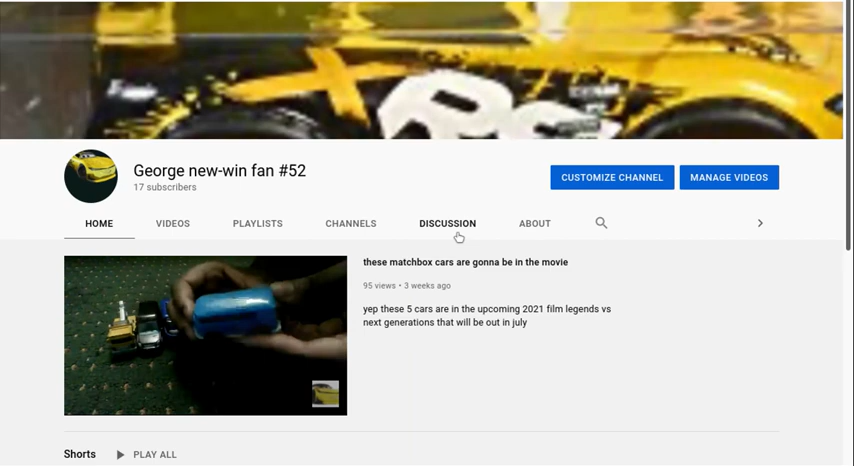 George new-win fan #52
17 subscribers
CUSTOMIZE CHANNEL
MANAGE VIDEOS
HOME
VIDEOS
PLAYLISTS
CHANNELS
DISCUSSION
ABOUT
these matchbox cars are gonna be in the movie
95 views • 3 weeks ago
yep these 5 cars are in the upcoming 2021 film legends vs
next generations that will be out in july
Shorts
PLAY ALL